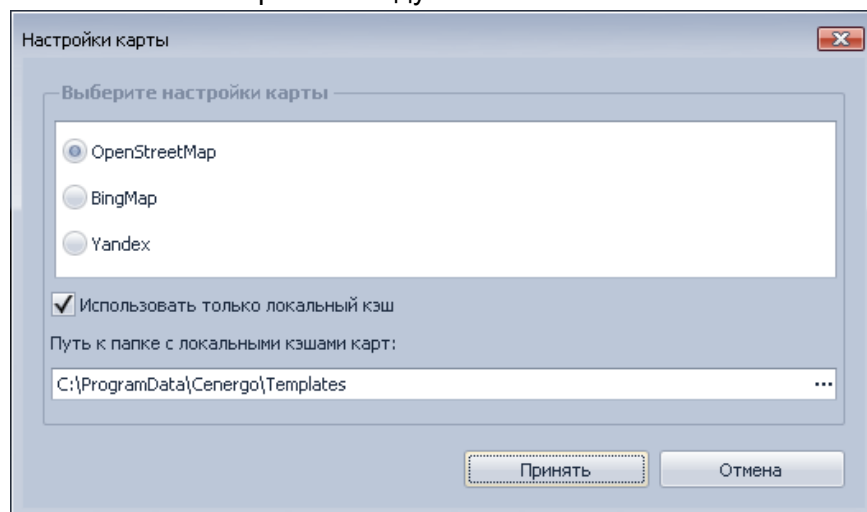 Настройки карты
Выберите настройки карты
OpenStreetMap
BingMap
Yandex
Использовать только локальный кэш
Путь к папке с локальными кэшами карт:
C:\ProgramData\Cenergo\Templates ...
Принять Отмена